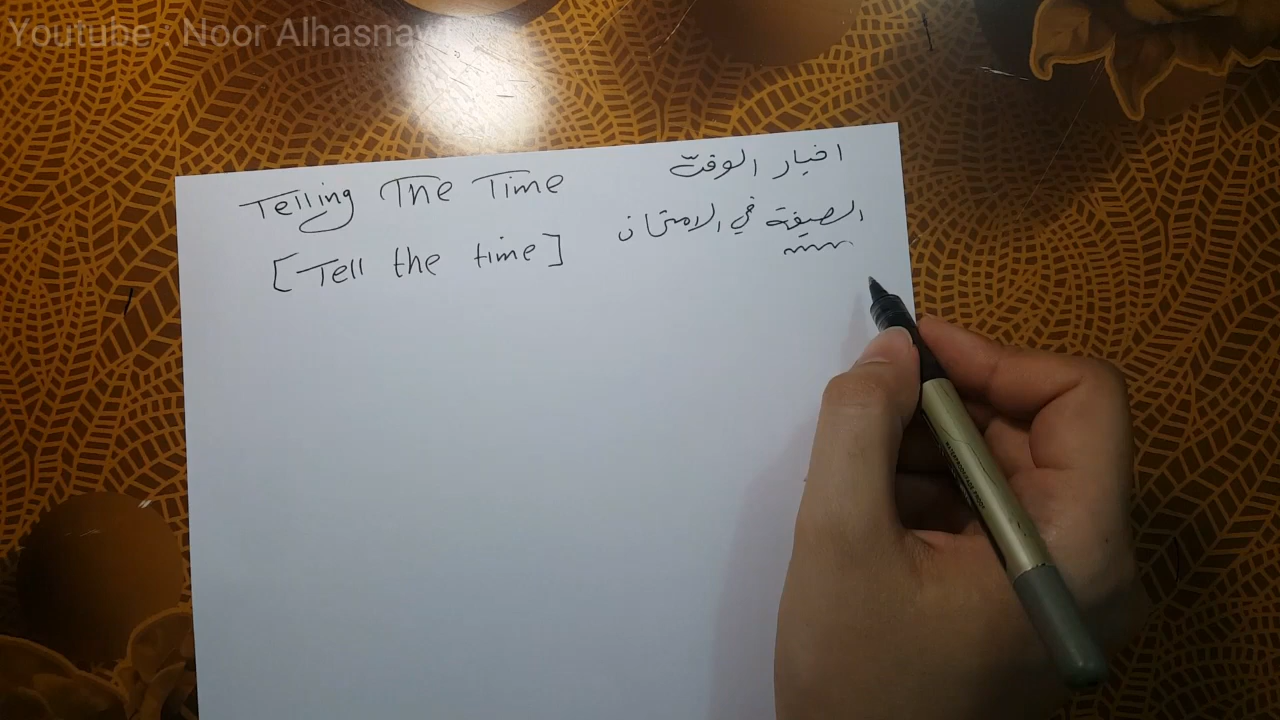 Youtube : Noor Alhasnawi
Telling The Time
اخبار الوقت
[Tell the time]
الصيغة في الامتحان